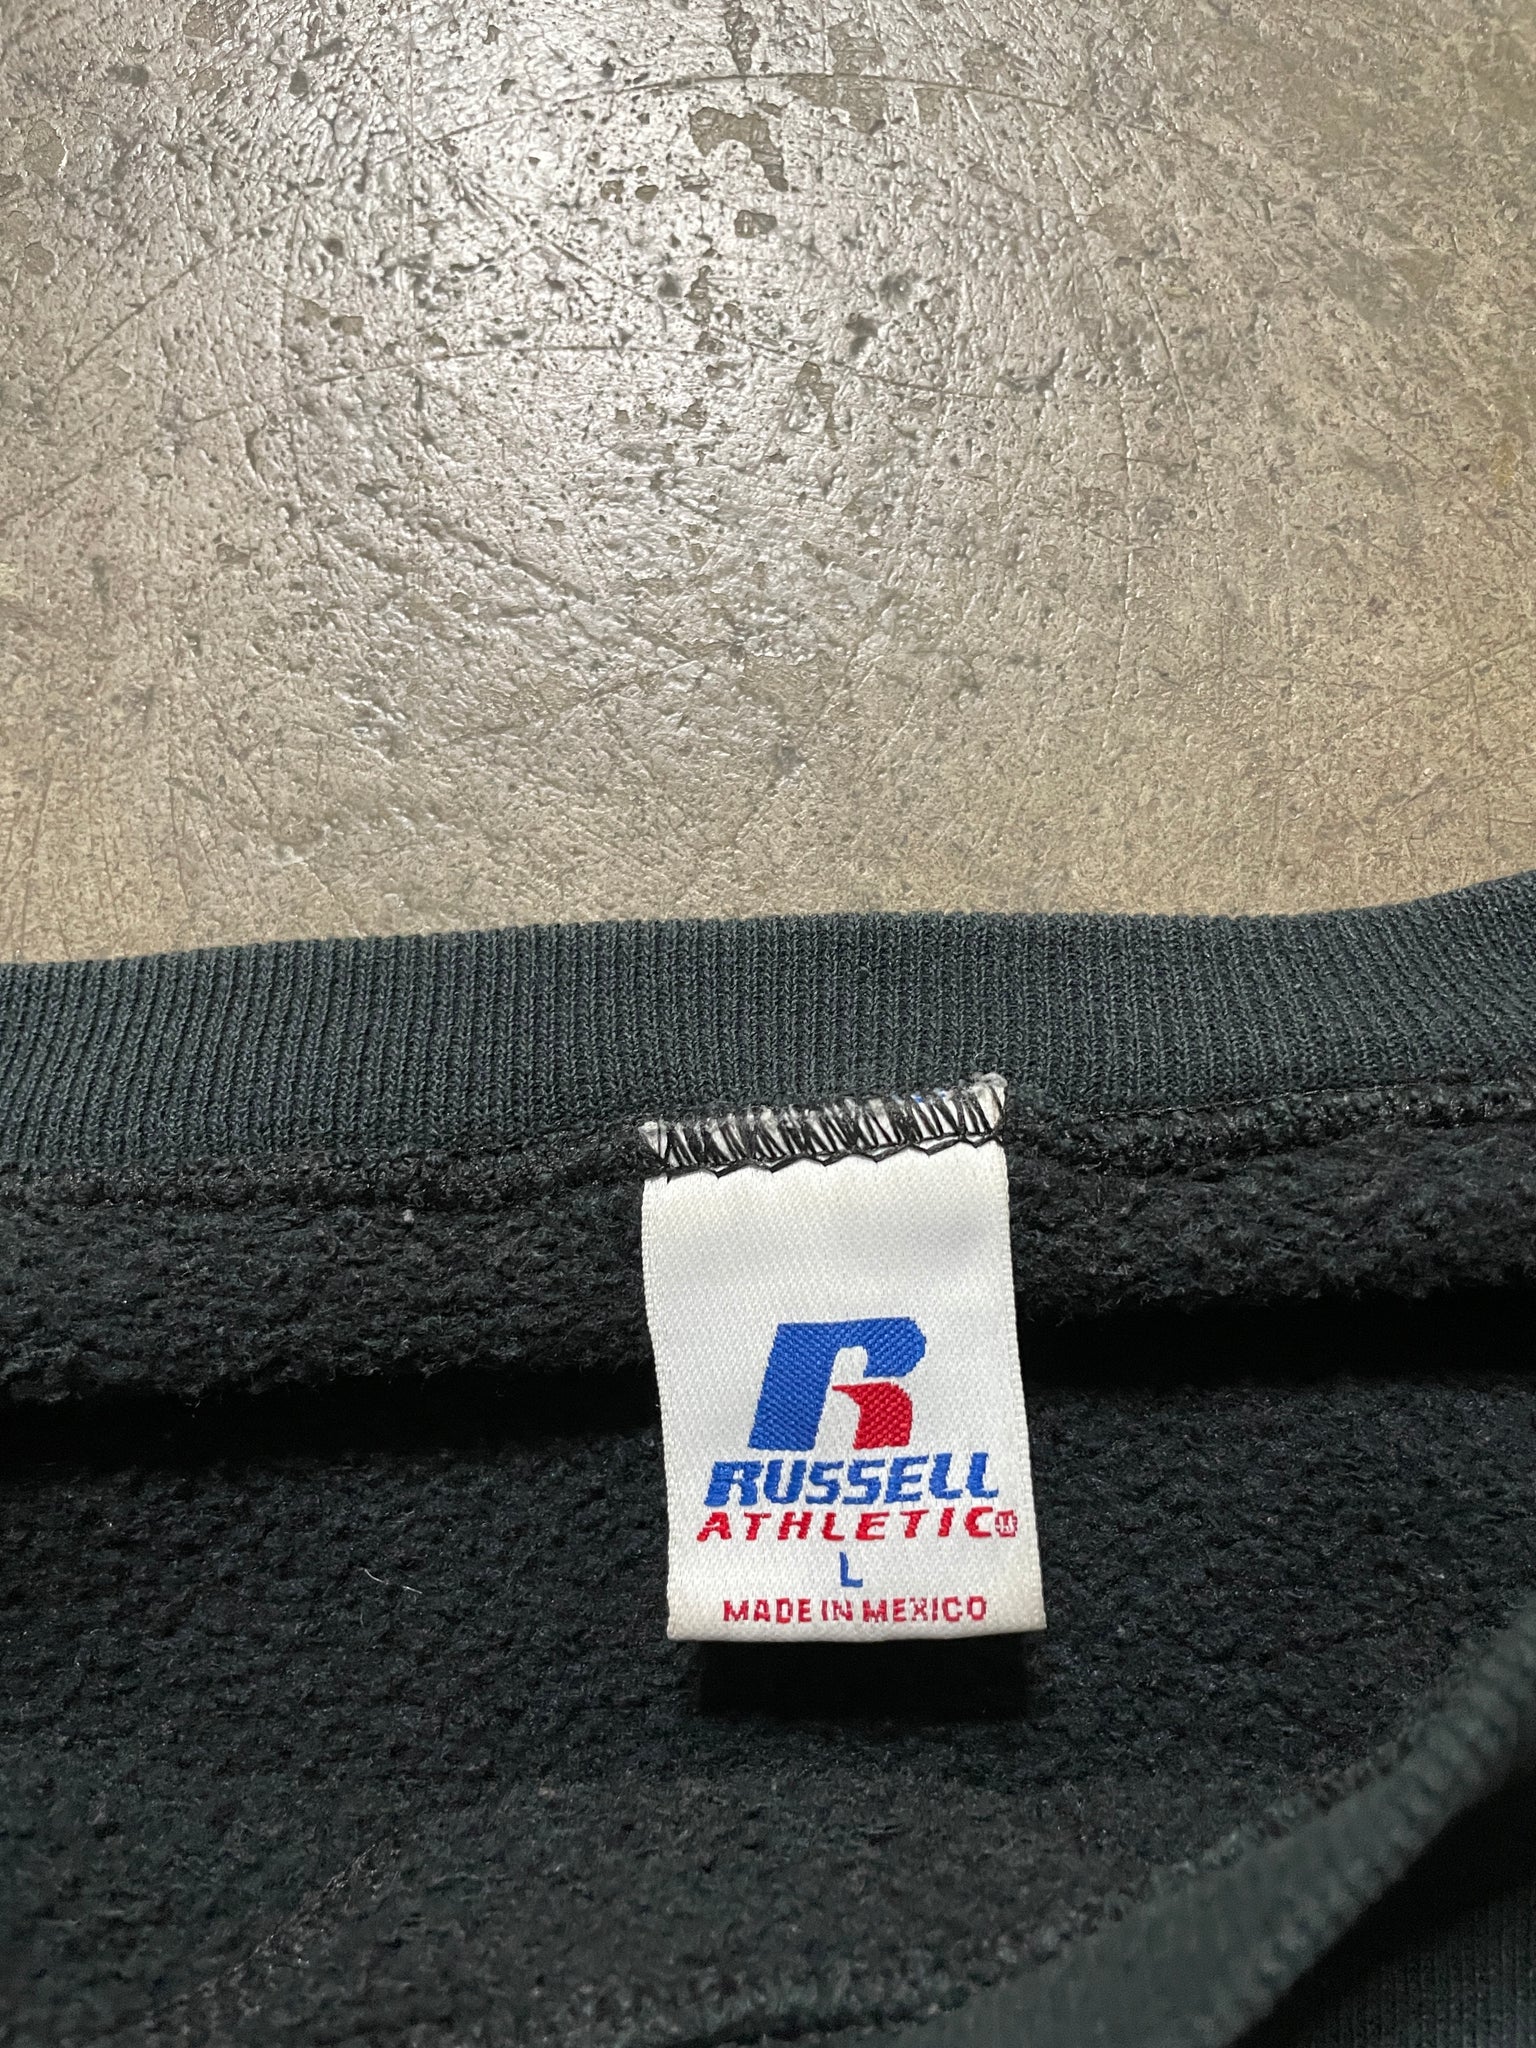 R
RUSSELL
ATHLETIC
L
MADE IN MEXICO